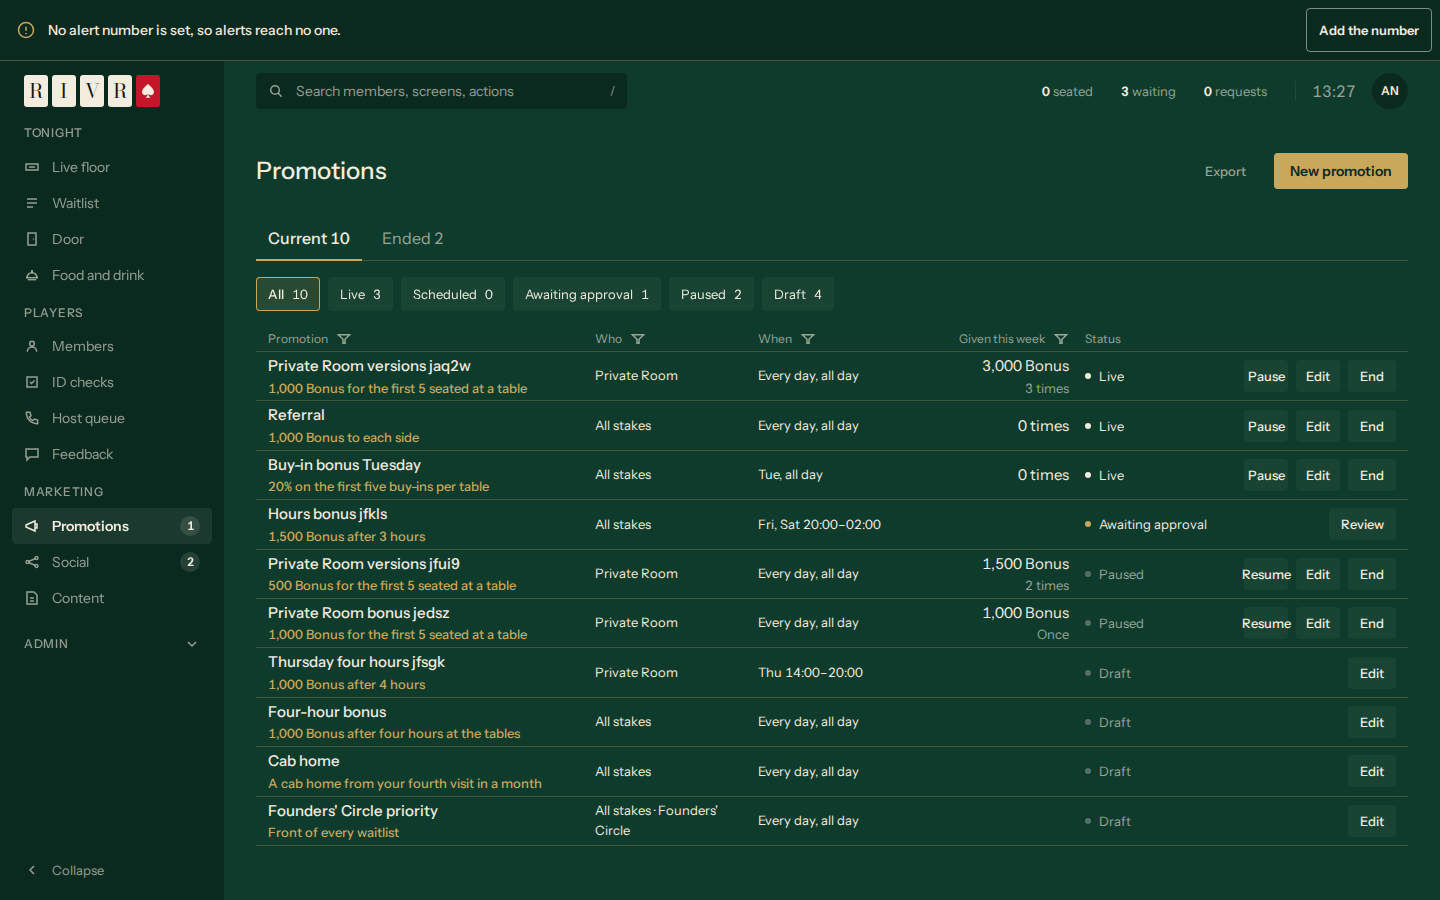 No alert number is set, so alerts reach no one.
Add the number
R I V R
Search members, screens, actions /
0 seated 3 waiting 0 requests 13:27 AN
TONIGHT
Live floor
Waitlist
Door
Food and drink
PLAYERS
Members
ID checks
Host queue
Feedback
MARKETING
Promotions 1
Social 2
Content
ADMIN
Collapse
Promotions
Export New promotion
Current 10 Ended 2
All 10 Live 3 Scheduled 0 Awaiting approval 1 Paused 2 Draft 4
Promotion Who When Given this week Status
Private Room versions jaq2w
1,000 Bonus for the first 5 seated at a table
Private Room Every day, all day 3,000 Bonus
3 times
Live Pause Edit End
Referral
1,000 Bonus to each side
All stakes Every day, all day 0 times Live Pause Edit End
Buy-in bonus Tuesday
20% on the first five buy-ins per table
All stakes Tue, all day 0 times Live Pause Edit End
Hours bonus jfkls
1,500 Bonus after 3 hours
All stakes Fri, Sat 20:00–02:00 Awaiting approval Review
Private Room versions jfui9
500 Bonus for the first 5 seated at a table
Private Room Every day, all day 1,500 Bonus
2 times
Paused Resume Edit End
Private Room bonus jedsz
1,000 Bonus for the first 5 seated at a table
Private Room Every day, all day 1,000 Bonus
Once
Paused Resume Edit End
Thursday four hours jfsgk
1,000 Bonus after 4 hours
Private Room Thu 14:00–20:00 Draft Edit
Four-hour bonus
1,000 Bonus after four hours at the tables
All stakes Every day, all day Draft Edit
Cab home
A cab home from your fourth visit in a month
All stakes Every day, all day Draft Edit
Founders' Circle priority
Front of every waitlist
All stakes · Founders'
Circle
Every day, all day Draft Edit